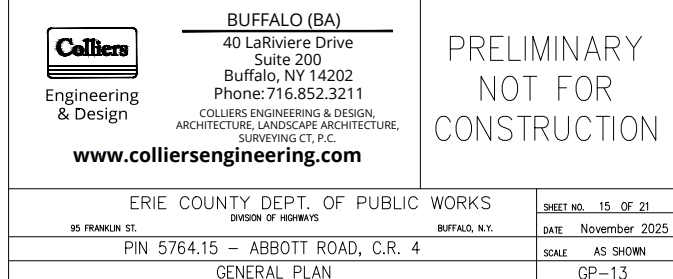 Colliers
Engineering
& Design
BUFFALO (BA)
40 LaRiviere Drive
Suite 200
Buffalo, NY 14202
Phone: 716.852.3211
COLLIERS ENGINEERING & DESIGN,
ARCHITECTURE, LANDSCAPE ARCHITECTURE,
SURVEYING CT, P.C.
www.colliersengineering.com
PRELIMINARY
NOT FOR
CONSTRUCTION
ERIE COUNTY DEPT. OF PUBLIC WORKS
DIVISION OF HIGHWAYS
95 FRANKLIN ST. BUFFALO, N.Y.
PIN 5764.15 – ABBOTT ROAD, C.R. 4
GENERAL PLAN
SHEET NO. 15 OF 21
DATE November 2025
SCALE AS SHOWN
GP-13